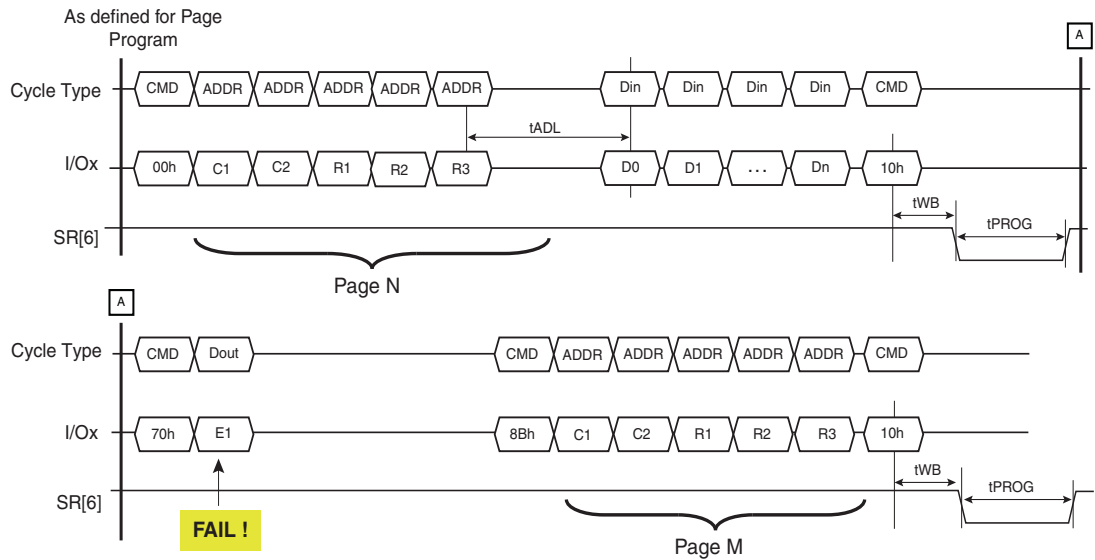 As defined for Page
Program
A
Cycle Type CMD ADDR ADDR ADDR ADDR ADDR Din Din Din Din CMD
tADL
I/Ox 00h C1 C2 R1 R2 R3 D0 D1 ... Dn 10h
tWB
tPROG
SR[6]
Page N
A
Cycle Type CMD Dout CMD ADDR ADDR ADDR ADDR ADDR CMD
I/Ox 70h E1 8Bh C1 C2 R1 R2 R3 10h
tWB
tPROG
SR[6]
FAIL !
Page M